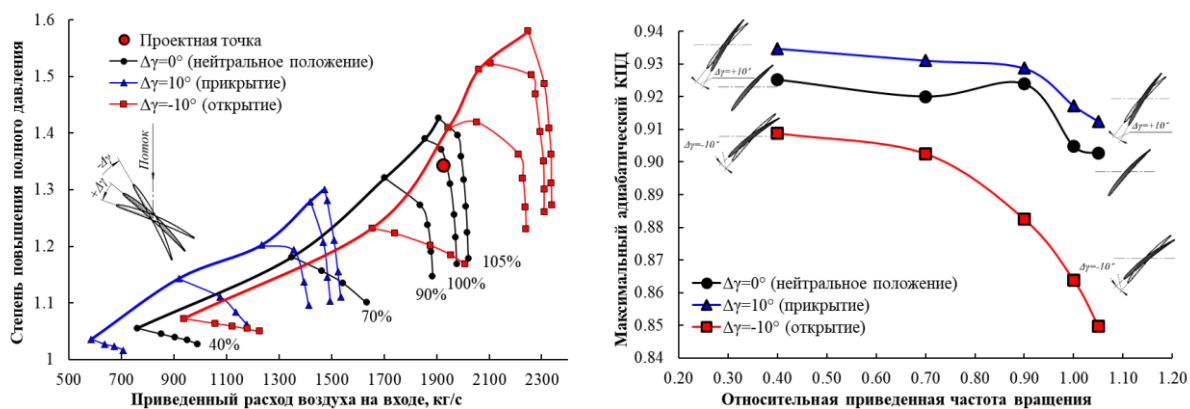 Степень повышения полного давления
1.6
1.5
1.4
1.3
1.2
1.1
1
500
700
900
1100
1300
1500
1700
1900
2100
2300
Приведенный расход воздуха на входе, кг/с
Проектная точка
Δγ=0° (нейтральное положение)
Δγ=10° (прикрытие)
Δγ=-10° (открытие)
Поток
-Δγ
+Δγ
40%
70%
90%
100%
105%
Максимальный адиабатический КПД
0.94
0.93
0.92
0.91
0.90
0.89
0.88
0.87
0.86
0.85
0.84
0.20
0.30
0.40
0.50
0.60
0.70
0.80
0.90
1.00
1.10
1.20
Относительная приведенная частота вращения
Δγ=+10°
Δγ=-10°
Δγ=+10°
Δγ=-10°
Δγ=0° (нейтральное положение)
Δγ=10° (прикрытие)
Δγ=-10° (открытие)